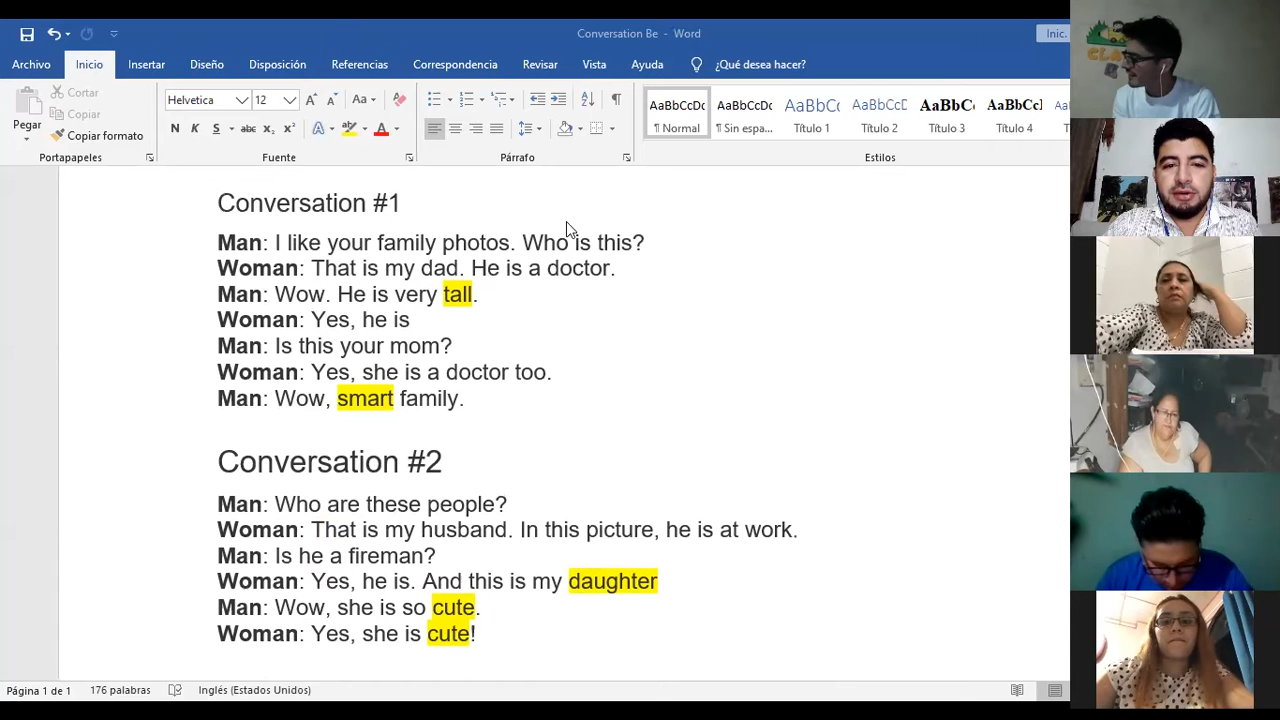 Conversation Be - Word
Inic.
Archivo Inicio Insertar Diseño Disposición Referencias Correspondencia Revisar Vista Ayuda ¿Qué desea hacer?
Pegar
Cortar
Copiar
Copiar formato
Portapapeles
Helvetica 12
Fuente
Párrafo
AaBbCcDc AaBbCcDc AaBbCc AaBbCcD AaBbC AaBbC
¶ Normal ¶ Sin espa... Título 1 Título 2 Título 3 Título 4
Estilos
Conversation #1
Man: I like your family photos. Who is this?
Woman: That is my dad. He is a doctor.
Man: Wow. He is very tall.
Woman: Yes, he is
Man: Is this your mom?
Woman: Yes, she is a doctor too.
Man: Wow, smart family.
Conversation #2
Man: Who are these people?
Woman: That is my husband. In this picture, he is at work.
Man: Is he a fireman?
Woman: Yes, he is. And this is my daughter
Man: Wow, she is so cute.
Woman: Yes, she is cute!
Página 1 de 1 176 palabras Inglés (Estados Unidos)